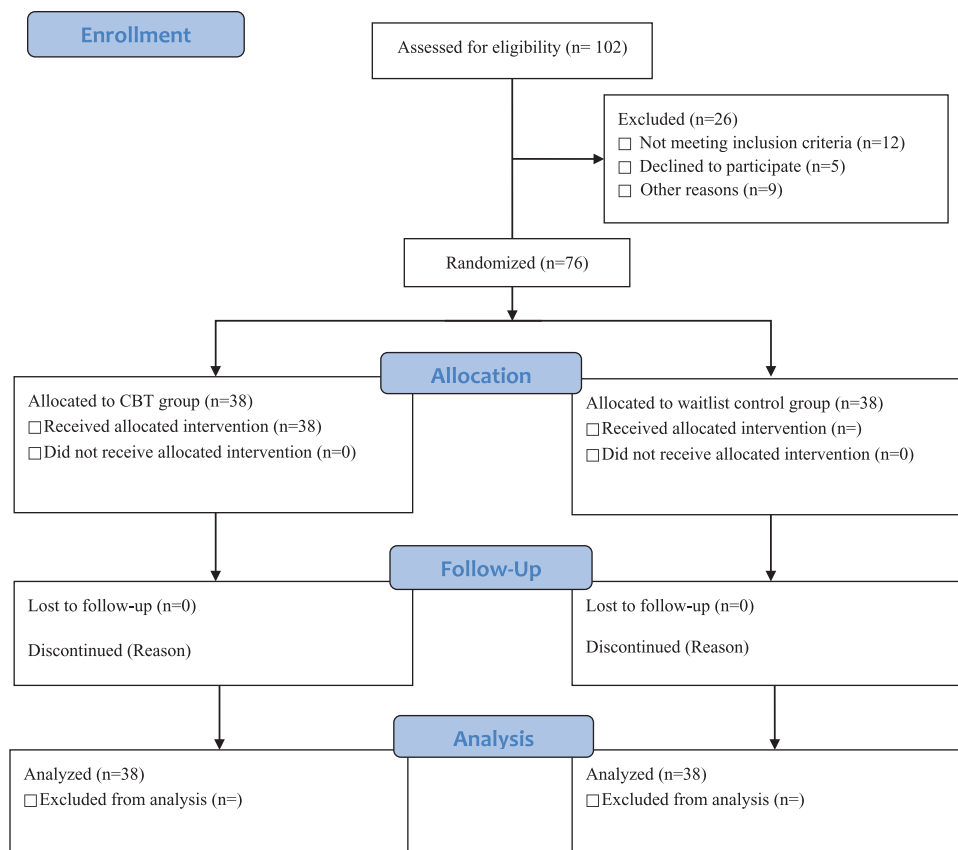 Enrollment
Assessed for eligibility (n= 102)
Excluded (n=26)
□ Not meeting inclusion criteria (n=12)
□ Declined to participate (n=5)
□ Other reasons (n=9)
Randomized (n=76)
Allocation
Allocated to CBT group (n=38)
□ Received allocated intervention (n=38)
□ Did not receive allocated intervention (n=0)
Allocated to waitlist control group (n=38)
□ Received allocated intervention (n=)
□ Did not receive allocated intervention (n=0)
Follow-Up
Lost to follow-up (n=0)
Discontinued (Reason)
Lost to follow-up (n=0)
Discontinued (Reason)
Analysis
Analyzed (n=38)
□ Excluded from analysis (n=)
Analyzed (n=38)
□ Excluded from analysis (n=)